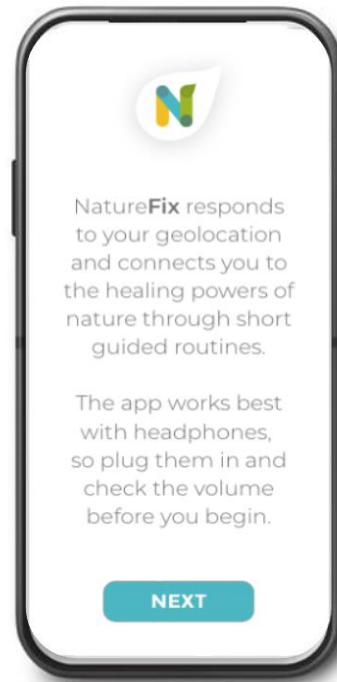 N
NatureFix responds
to your geolocation
and connects you to
the healing powers of
nature through short
guided routines.
The app works best
with headphones,
so plug them in and
check the volume
before you begin.
NEXT